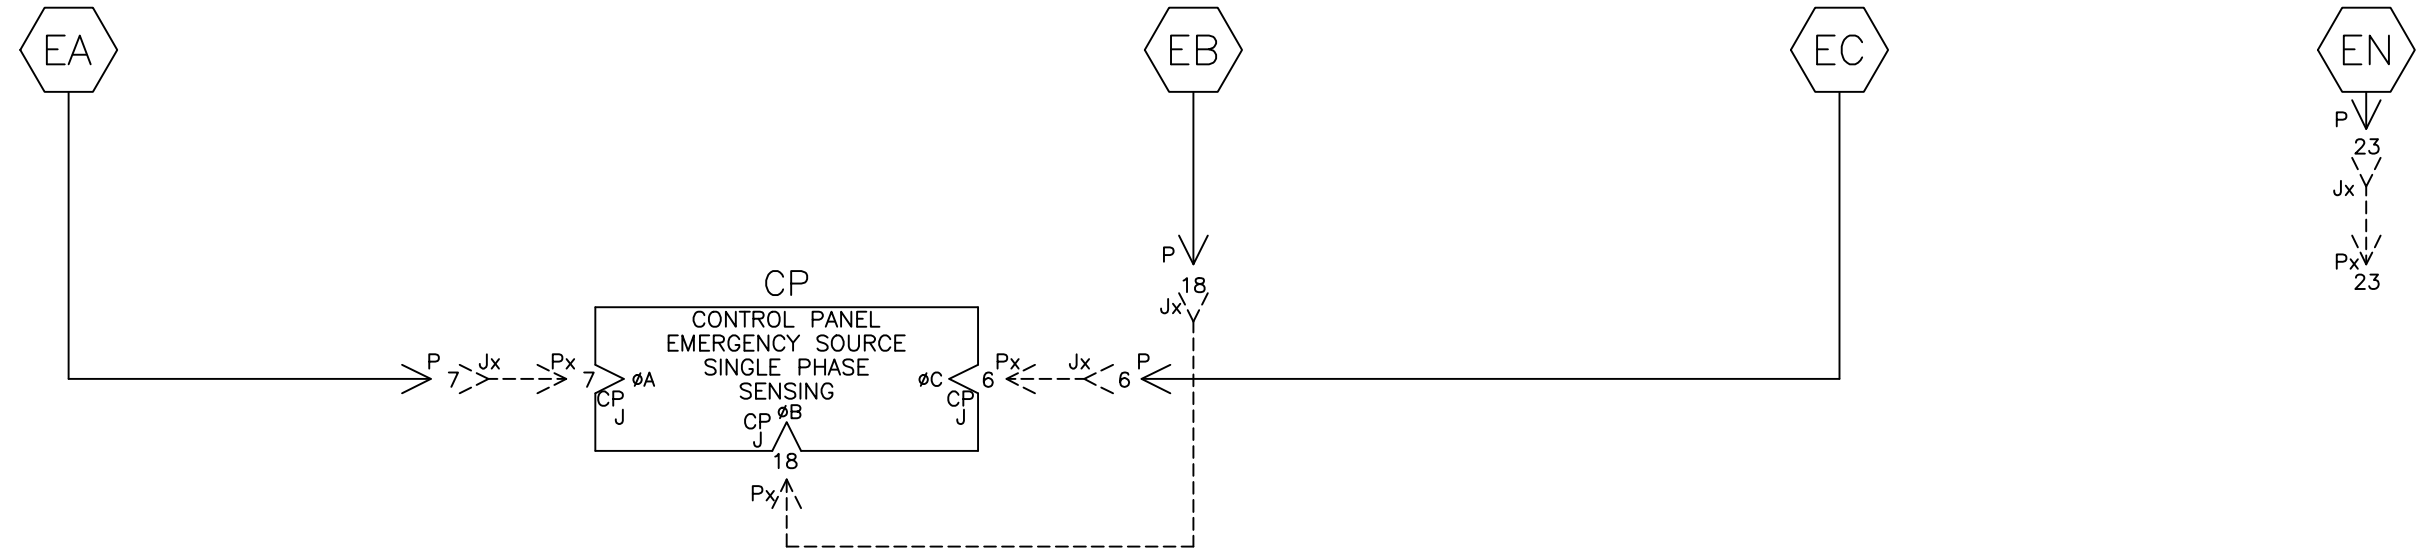 EA
EB
EC
EN
P
23
Jx
Px
23
P
18
Jx
CP
CONTROL PANEL
EMERGENCY SOURCE
SINGLE PHASE
SENSING
P
7
Jx
Px
7
øA
CP
J
øC
6
Px
Jx
6
P
CP
J
øB
CP
J
18
Px